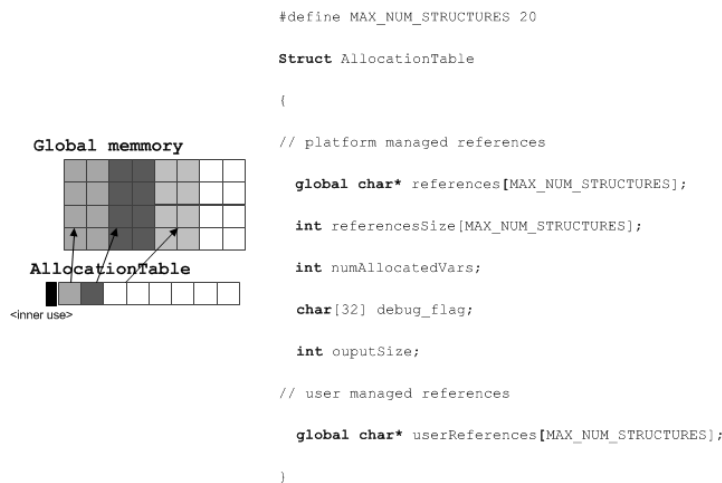 #define MAX_NUM_STRUCTURES 20
Struct AllocationTable
{
// platform managed references
global char* references[MAX_NUM_STRUCTURES];
int referencesSize[MAX_NUM_STRUCTURES];
int numAllocatedVars;
char[32] debug_flag;
int ouputSize;
// user managed references
global char* userReferences[MAX_NUM_STRUCTURES];
}
Global memmory
AllocationTable
<inner use>